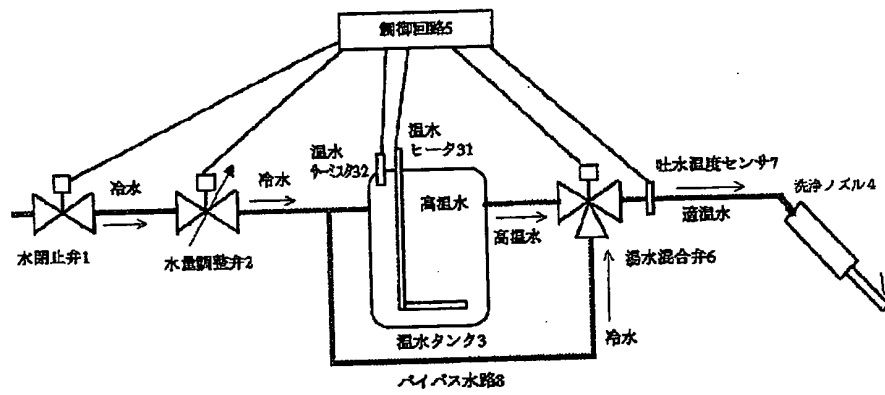 制御回路5
温水
ヒータ31
温水
サーミスタ32
吐水温度センサ7
冷水
冷水
高温水
洗浄ノズル4
適温水
高温水
水閉止弁1
水量調整弁2
湯水混合弁6
冷水
温水タンク3
バイパス水路8